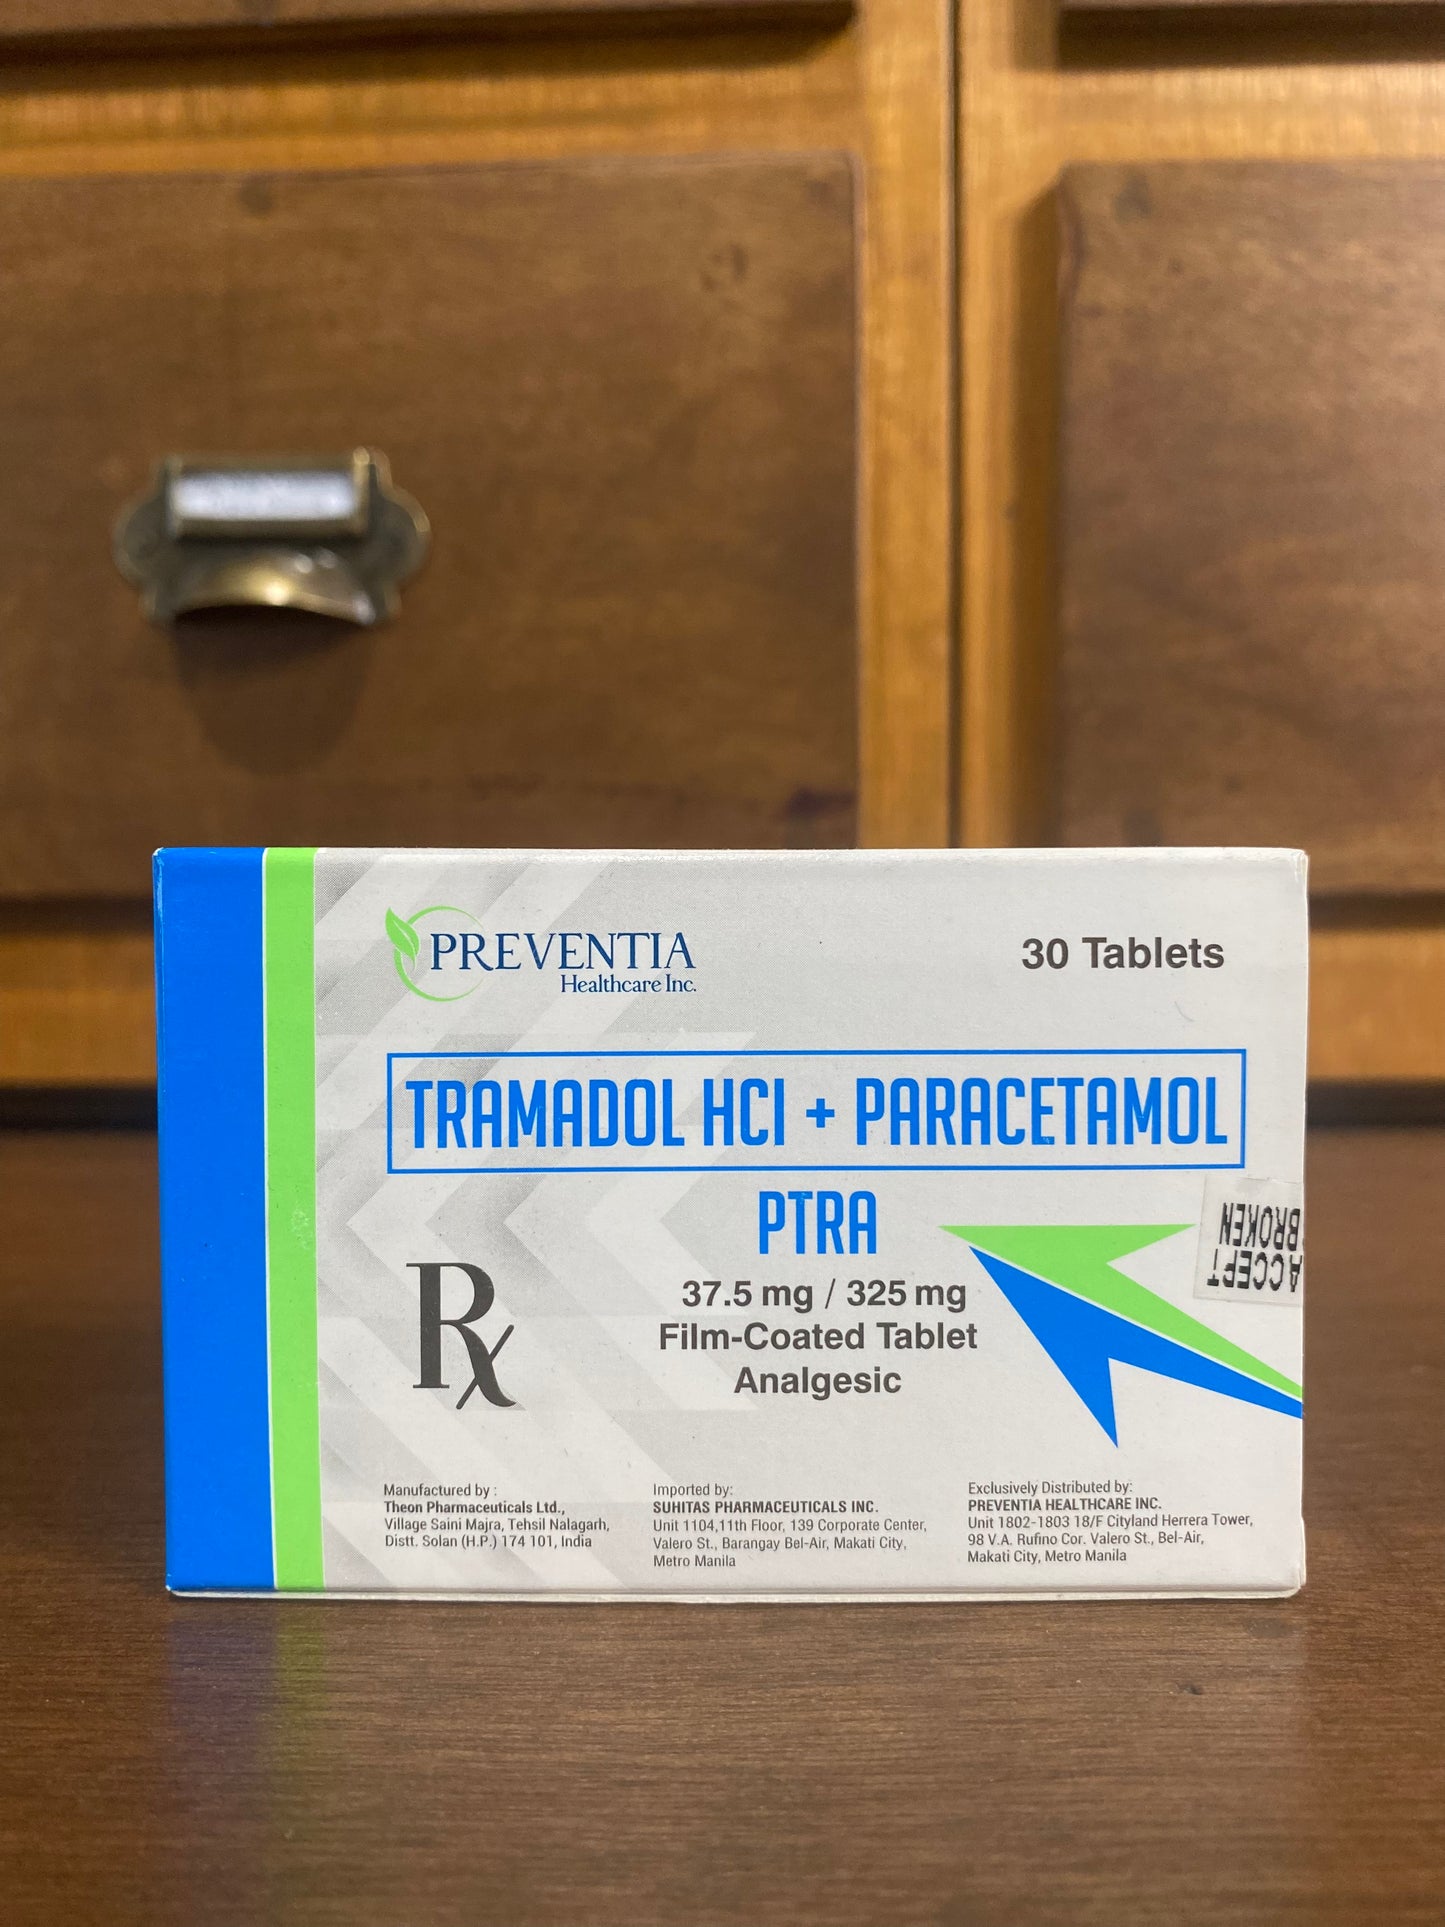 PREVENTIA
Healthcare Inc.
30 Tablets
TRAMADOL HCl + PARACETAMOL
PTRA
37.5 mg / 325 mg
Film-Coated Tablet
Analgesic
Rx
ACCEPT
BROKEN
Manufactured by :
Theon Pharmaceuticals Ltd.,
Village Saini Majra, Tehsil Nalagarh,
Distt. Solan (H.P.) 174 101, India
Imported by:
SUHITAS PHARMACEUTICALS INC.
Unit 1104,11th Floor, 139 Corporate Center,
Valero St., Barangay Bel-Air, Makati City,
Metro Manila
Exclusively Distributed by:
PREVENTIA HEALTHCARE INC.
Unit 1802-1803 18/F Cityland Herrera Tower,
98 V.A. Rufino Cor. Valero St., Bel-Air,
Makati City, Metro Manila